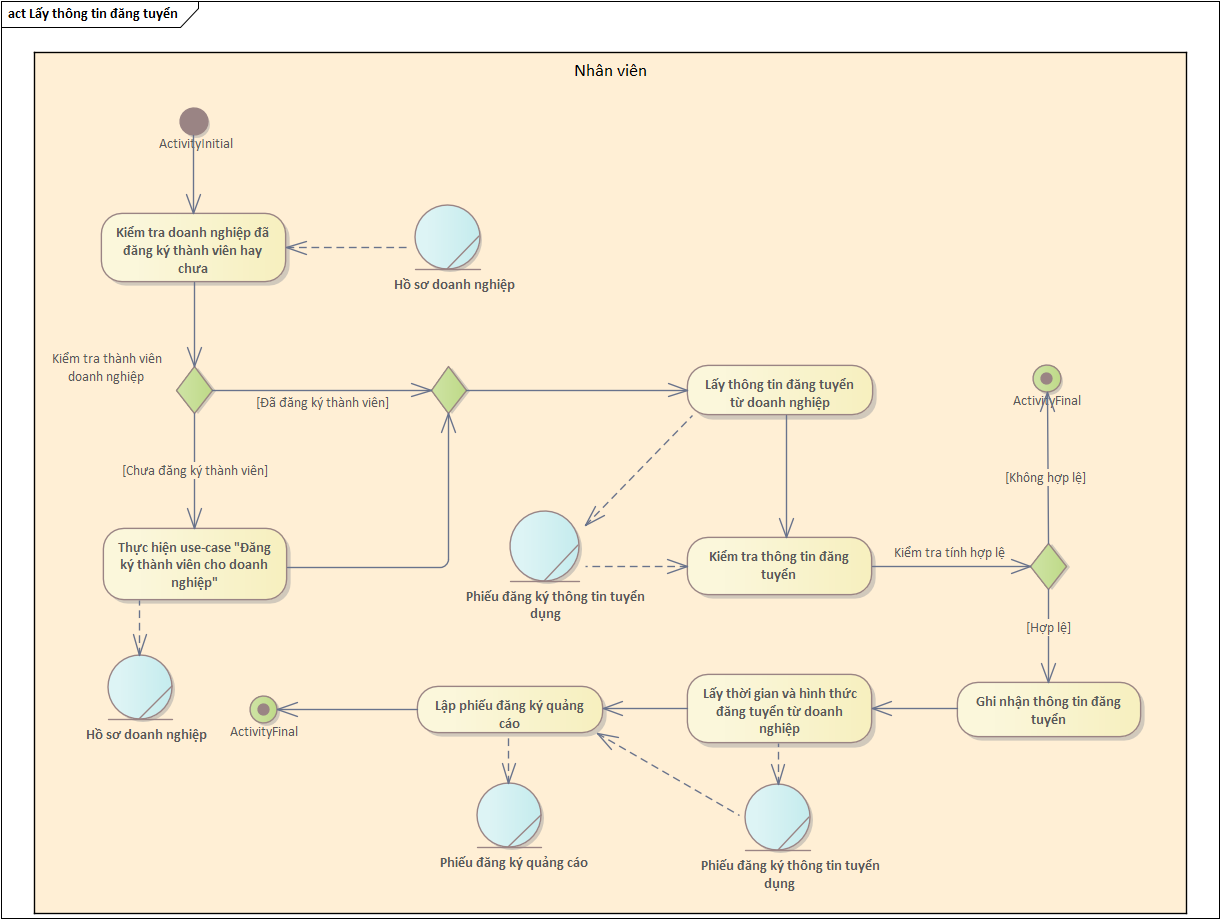 act Lấy thông tin đăng tuyển
Nhân viên
ActivityInitial
Kiểm tra doanh nghiệp đã
đăng ký thành viên hay
chưa
Hồ sơ doanh nghiệp
Kiểm tra thành viên
doanh nghiệp
[Đã đăng ký thành viên]
Lấy thông tin đăng tuyển
từ doanh nghiệp
ActivityFinal
[Chưa đăng ký thành viên]
[Không hợp lệ]
Thực hiện use-case "Đăng
ký thành viên cho doanh
nghiệp"
Phiếu đăng ký thông tin tuyển
dụng
Kiểm tra thông tin đăng
tuyển
Kiểm tra tính hợp lệ
[Hợp lệ]
Hồ sơ doanh nghiệp
ActivityFinal
Lập phiếu đăng ký quảng
cáo
Lấy thời gian và hình thức
đăng tuyển từ doanh
nghiệp
Ghi nhận thông tin đăng
tuyển
Phiếu đăng ký quảng cáo
Phiếu đăng ký thông tin tuyển
dụng